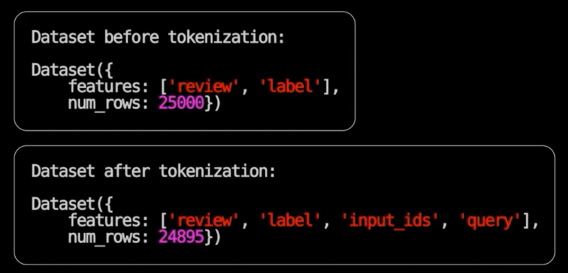 Dataset before tokenization:
Dataset({
features: ['review', 'label'],
num_rows: 25000})
Dataset after tokenization:
Dataset({
features: ['review', 'label', 'input_ids', 'query'],
num_rows: 24895})